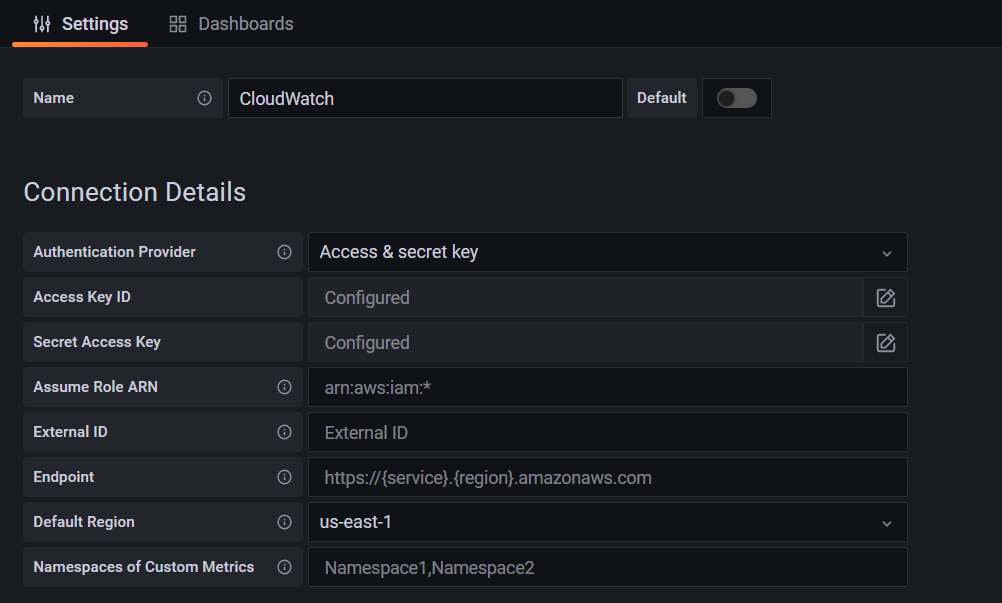 Settings Dashboards
Name CloudWatch Default
Connection Details
Authentication Provider Access & secret key
Access Key ID Configured
Secret Access Key Configured
Assume Role ARN arn:aws:iam:*
External ID External ID
Endpoint https://{service}.{region}.amazonaws.com
Default Region us-east-1
Namespaces of Custom Metrics Namespace1,Namespace2